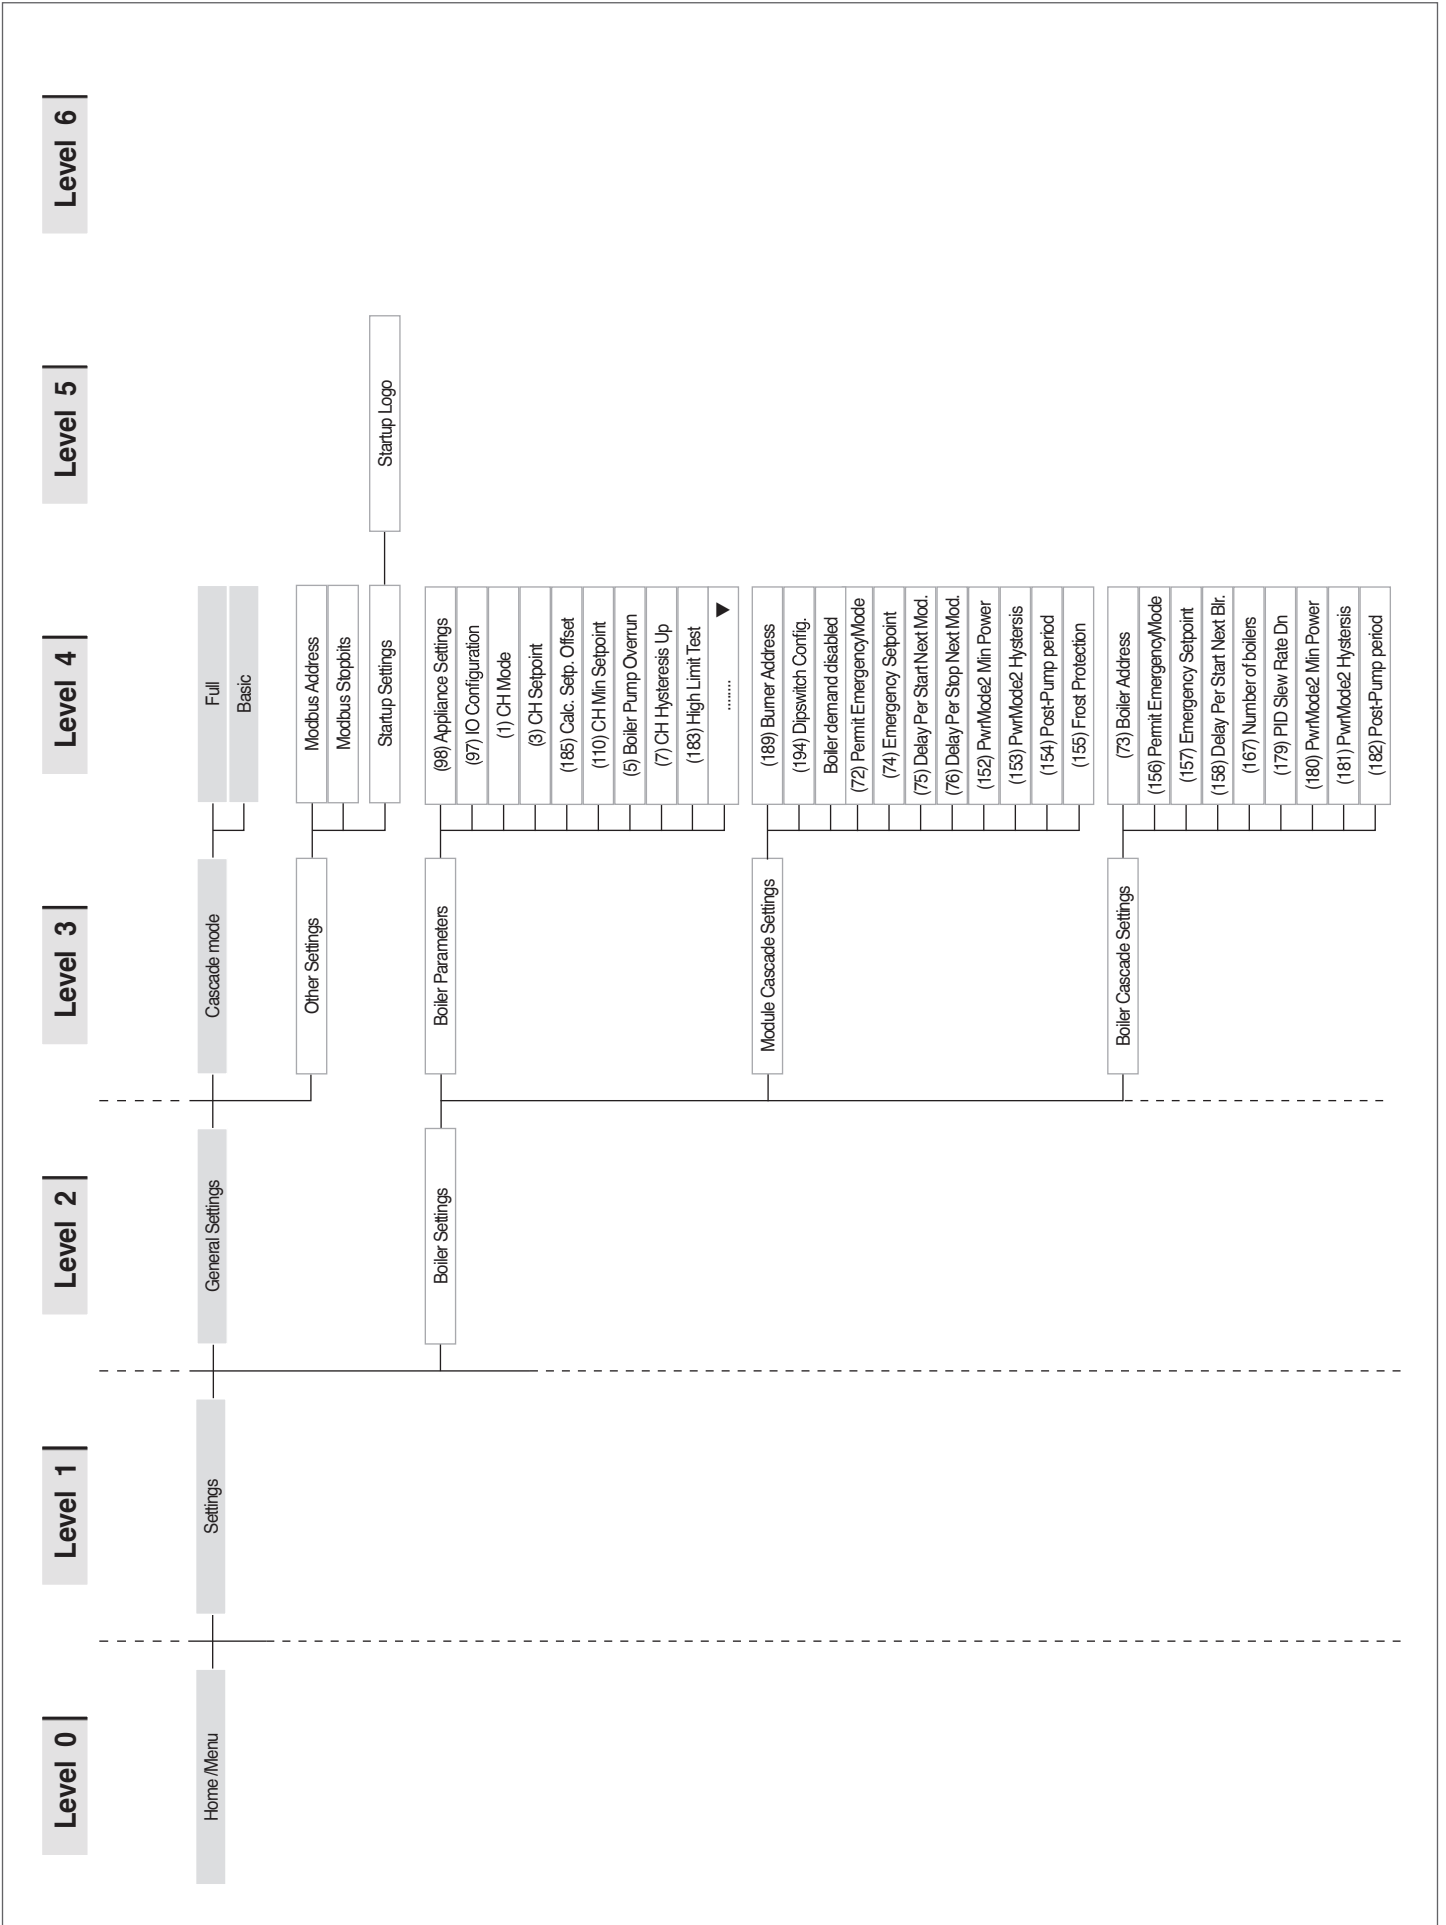 Level 0
Level 1
Level 2
Level 3
Level 4
Level 5
Level 6
Home /Menu
Settings
General Settings
Cascade mode
Full
Basic
Other Settings
Modbus Address
Modbus Stopbits
Startup Settings
Startup Logo
Boiler Settings
Boiler Parameters
(98) Appliance Settings
(97) IO Configuration
(1) CH Mode
(3) CH Setpoint
(185) Calc. Setp. Offset
(110) CH Min Setpoint
(5) Boiler Pump Overrun
(7) CH Hysteresis Up
(183) High Limit Test
........
Module Cascade Settings
(189) Burner Address
(194) Dipswitch Config.
Boiler demand disabled
(72) Permit EmergencyMode
(74) Emergency Setpoint
(75) Delay Per Start Next Mod.
(76) Delay Per Stop Next Mod.
(152) PwrMode2 Min Power
(153) PwrMode2 Hystersis
(154) Post-Pump period
(155) Frost Protection
Boiler Cascade Settings
(73) Boiler Address
(156) Permit EmergencyMode
(157) Emergency Setpoint
(158) Delay Per Start Next Blr.
(167) Number of boilers
(179) PID Slew Rate Dn
(180) PwrMode2 Min Power
(181) PwrMode2 Hystersis
(182) Post-Pump period